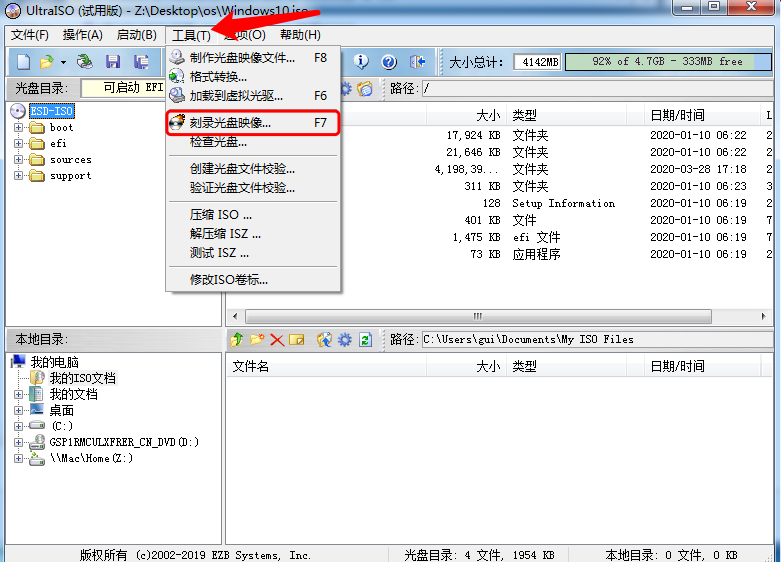 UltraISO (试用版) - Z:\Desktop\os\Windows10.iso
文件(F) 操作(A) 启动(B) 工具(T) 选项(O) 帮助(H)
大小总计: 4142MB 92% of 4.7GB - 333MB free
光盘目录: 可启动 EFI 路径: /
制作光盘映像文件... F8
格式转换...
加载到虚拟光驱... F6
刻录光盘映像... F7
检查光盘...
创建光盘文件校验...
验证光盘文件校验...
压缩 ISO ...
解压缩 ISZ ...
测试 ISZ ...
修改ISO卷标...
ESD-ISO
boot
efi
sources
support
大小 类型 日期/时间 L
17,924 KB 文件夹 2020-01-10 06:22 2
21,646 KB 文件夹 2020-01-10 06:22 2
4,198,39... 文件夹 2020-03-28 17:18 2
311 KB 文件夹 2020-01-10 06:23 3
128 Setup Information 2020-01-10 06:19 2
401 KB 文件 2020-01-10 06:19 7
1,475 KB efi 文件 2020-01-10 06:19 7
73 KB 应用程序 2020-01-10 06:19 2
本地目录: 路径: C:\Users\gui\Documents\My ISO Files
我的电脑
我的ISO文档
我的文档
桌面
(C:)
GSP1RMCULXFRER_CN_DVD(D:)
\\Mac\Home(Z:)
文件名 大小 类型 日期/时间
版权所有 (c)2002-2019 EZB Systems, Inc. 光盘目录: 4 文件, 1954 KB 本地目录: 0 文件, 0 KB